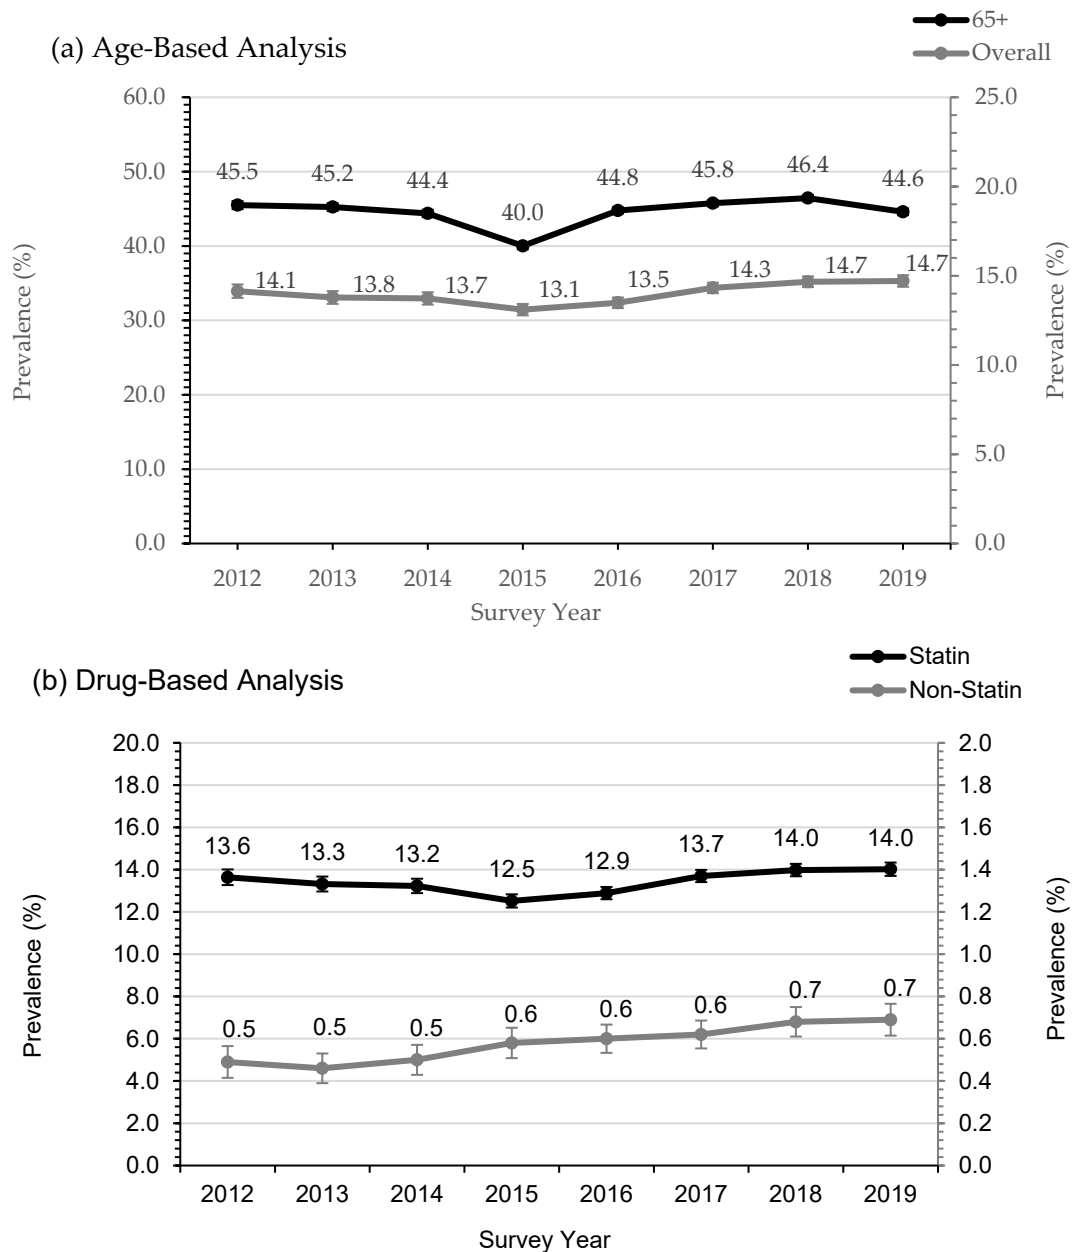 65+
(a) Age-Based Analysis
Overall
60.0 25.0
50.0 20.0
40.0 15.0
30.0 10.0
20.0 5.0
10.0 0.0
0.0
45.5 45.2 44.4 40.0 44.8 45.8 46.4 44.6
14.1 13.8 13.7 13.1 13.5 14.3 14.7 14.7
Prevalence (%)
Prevalence (%)
2012 2013 2014 2015 2016 2017 2018 2019
Survey Year
Statin
(b) Drug-Based Analysis
Non-Statin
20.0 2.0
18.0 1.8
16.0 1.6
14.0 1.4
12.0 1.2
10.0 1.0
8.0 0.8
6.0 0.6
4.0 0.4
2.0 0.2
0.0 0.0
13.6 13.3 13.2 12.5 12.9 13.7 14.0 14.0
0.5 0.5 0.5 0.6 0.6 0.6 0.7 0.7
Prevalence (%)
Prevalence (%)
2012 2013 2014 2015 2016 2017 2018 2019
Survey Year